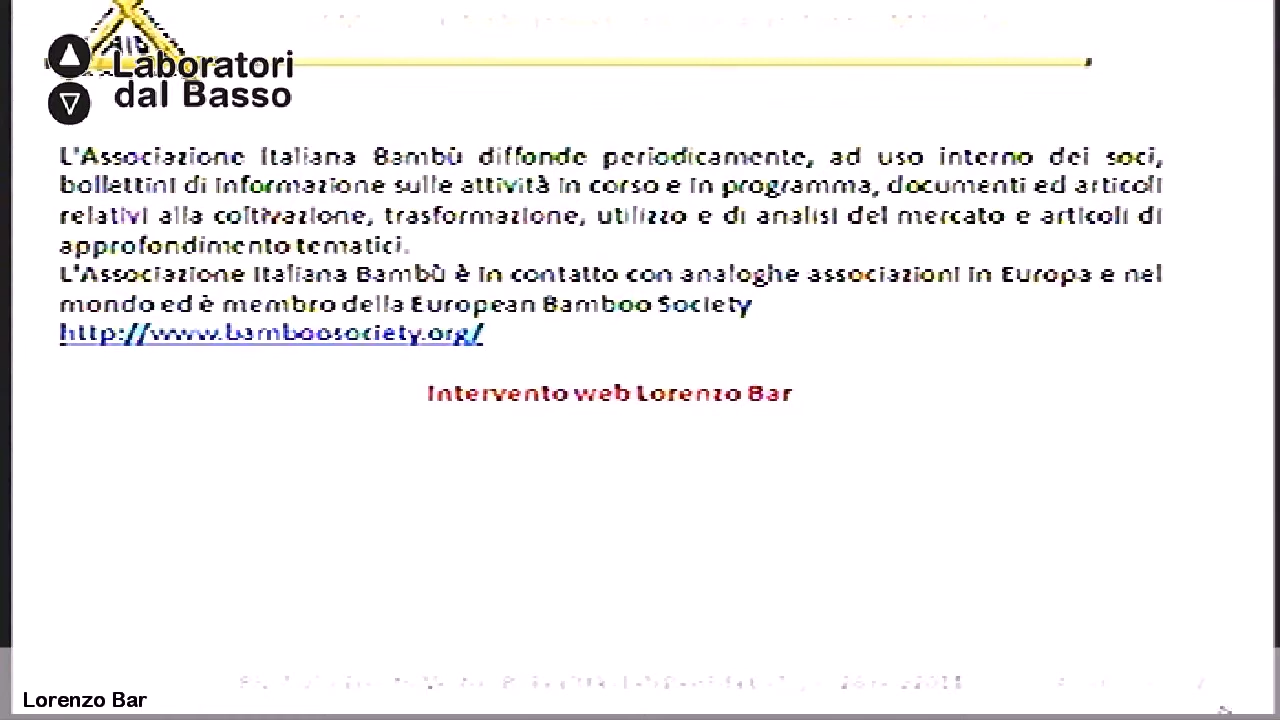 AIB
Laboratori
dal Basso
L'Associazione Italiana Bambù diffonde periodicamente, ad uso interno dei soci,
bollettini di informazione sulle attività in corso e in programma, documenti ed articoli
relativi alla coltivazione, trasformazione, utilizzo e di analisi del mercato e articoli di
approfondimento tematici.
L'Associazione Italiana Bambù è in contatto con analoghe associazioni in Europa e nel
mondo ed è membro della European Bamboo Society
http://www.bamboosociety.org/
Intervento web Lorenzo Bar
Lorenzo Bar